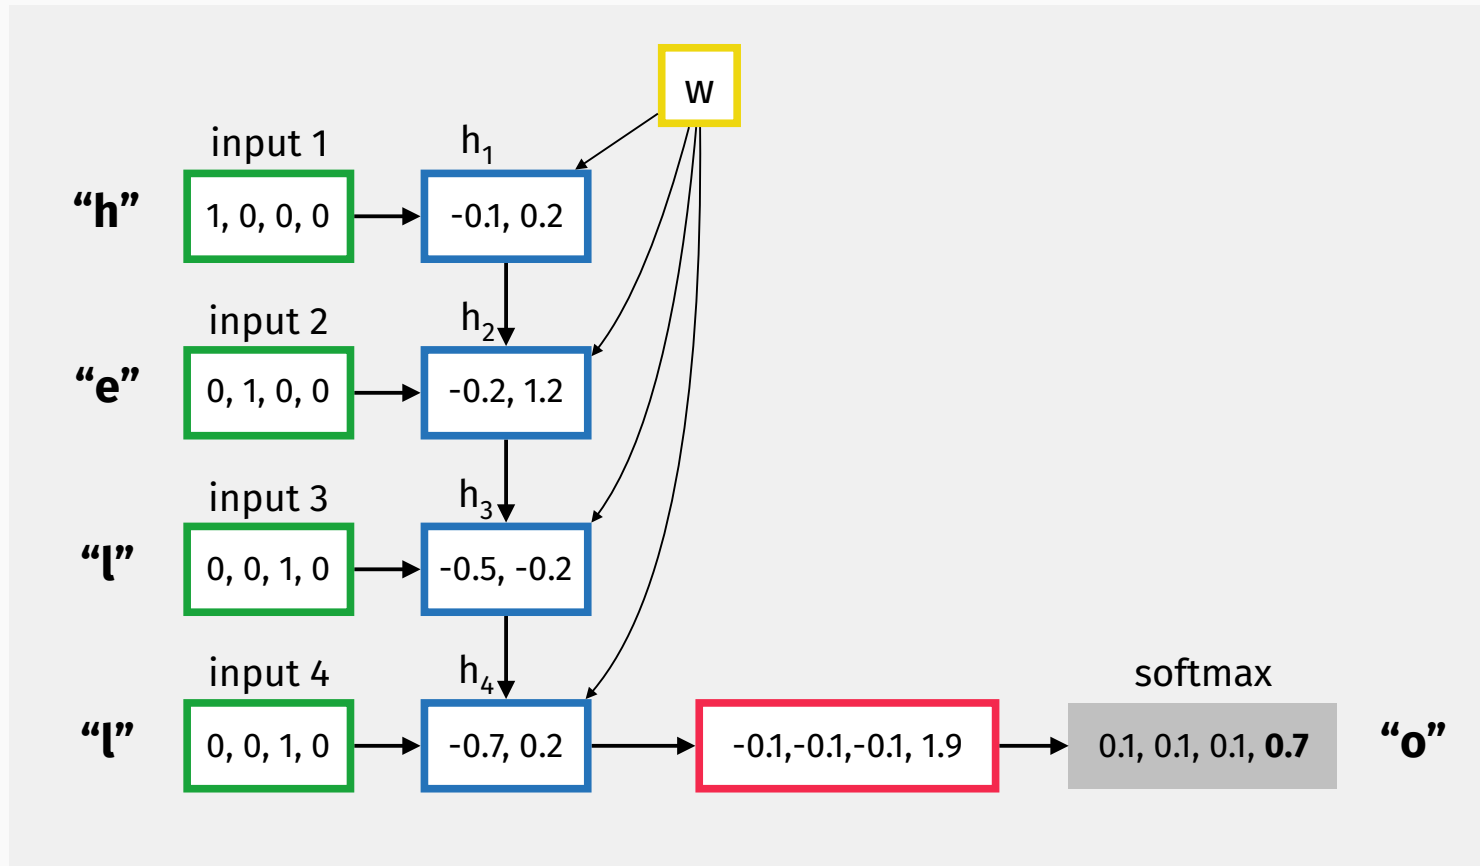 W
input 1
h₁
“h”
1, 0, 0, 0
-0.1, 0.2
input 2
h₂
“e”
0, 1, 0, 0
-0.2, 1.2
input 3
h₃
“l”
0, 0, 1, 0
-0.5, -0.2
input 4
h₄
softmax
“l”
0, 0, 1, 0
-0.7, 0.2
-0.1,-0.1,-0.1, 1.9
0.1, 0.1, 0.1, 0.7
“o”